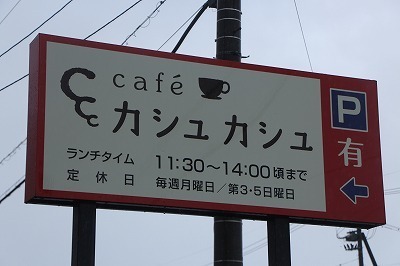 café
カシュカシュ
ランチタイム 11:30～14:00頃まで
定休日 毎週月曜日／第3・5日曜日
P
有
←